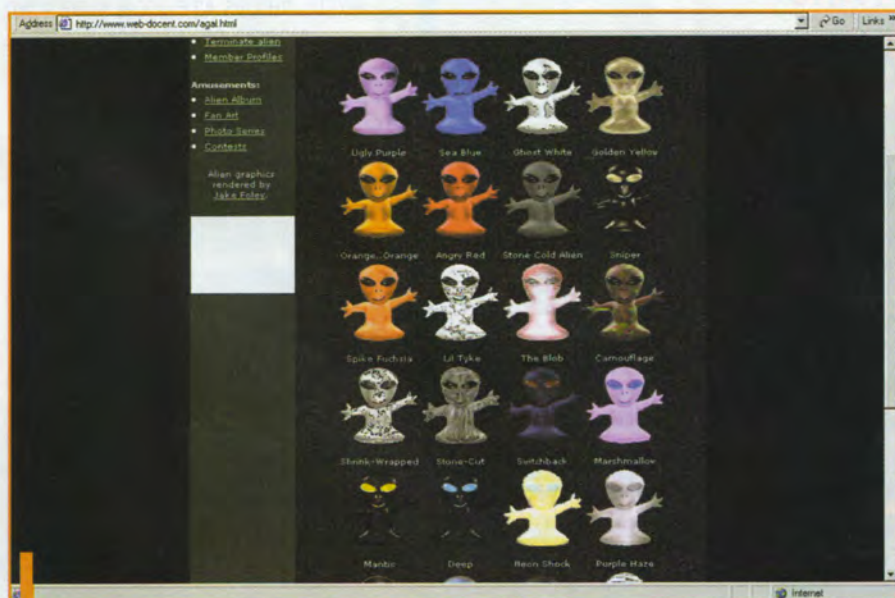 Address http://www.web-docent.com/agal.html Go Links »
Terminate alien
Member Profiles
Amusements:
Alien Album
Fan Art
Photo Series
Contests
Alien graphics
rendered by
Jake Foley.
Ugly Purple Sea Blue Ghost White Golden Yellow
Orange...Orange Angry Red Stone Cold Alien Sniper
Spike Fuchsia Lil Tyke The Blob Camouflage
Shrink-Wrapped Stone-Cut Switchback Marshmallow
Mantis Deep Neon Shock Purple Haze
Internet